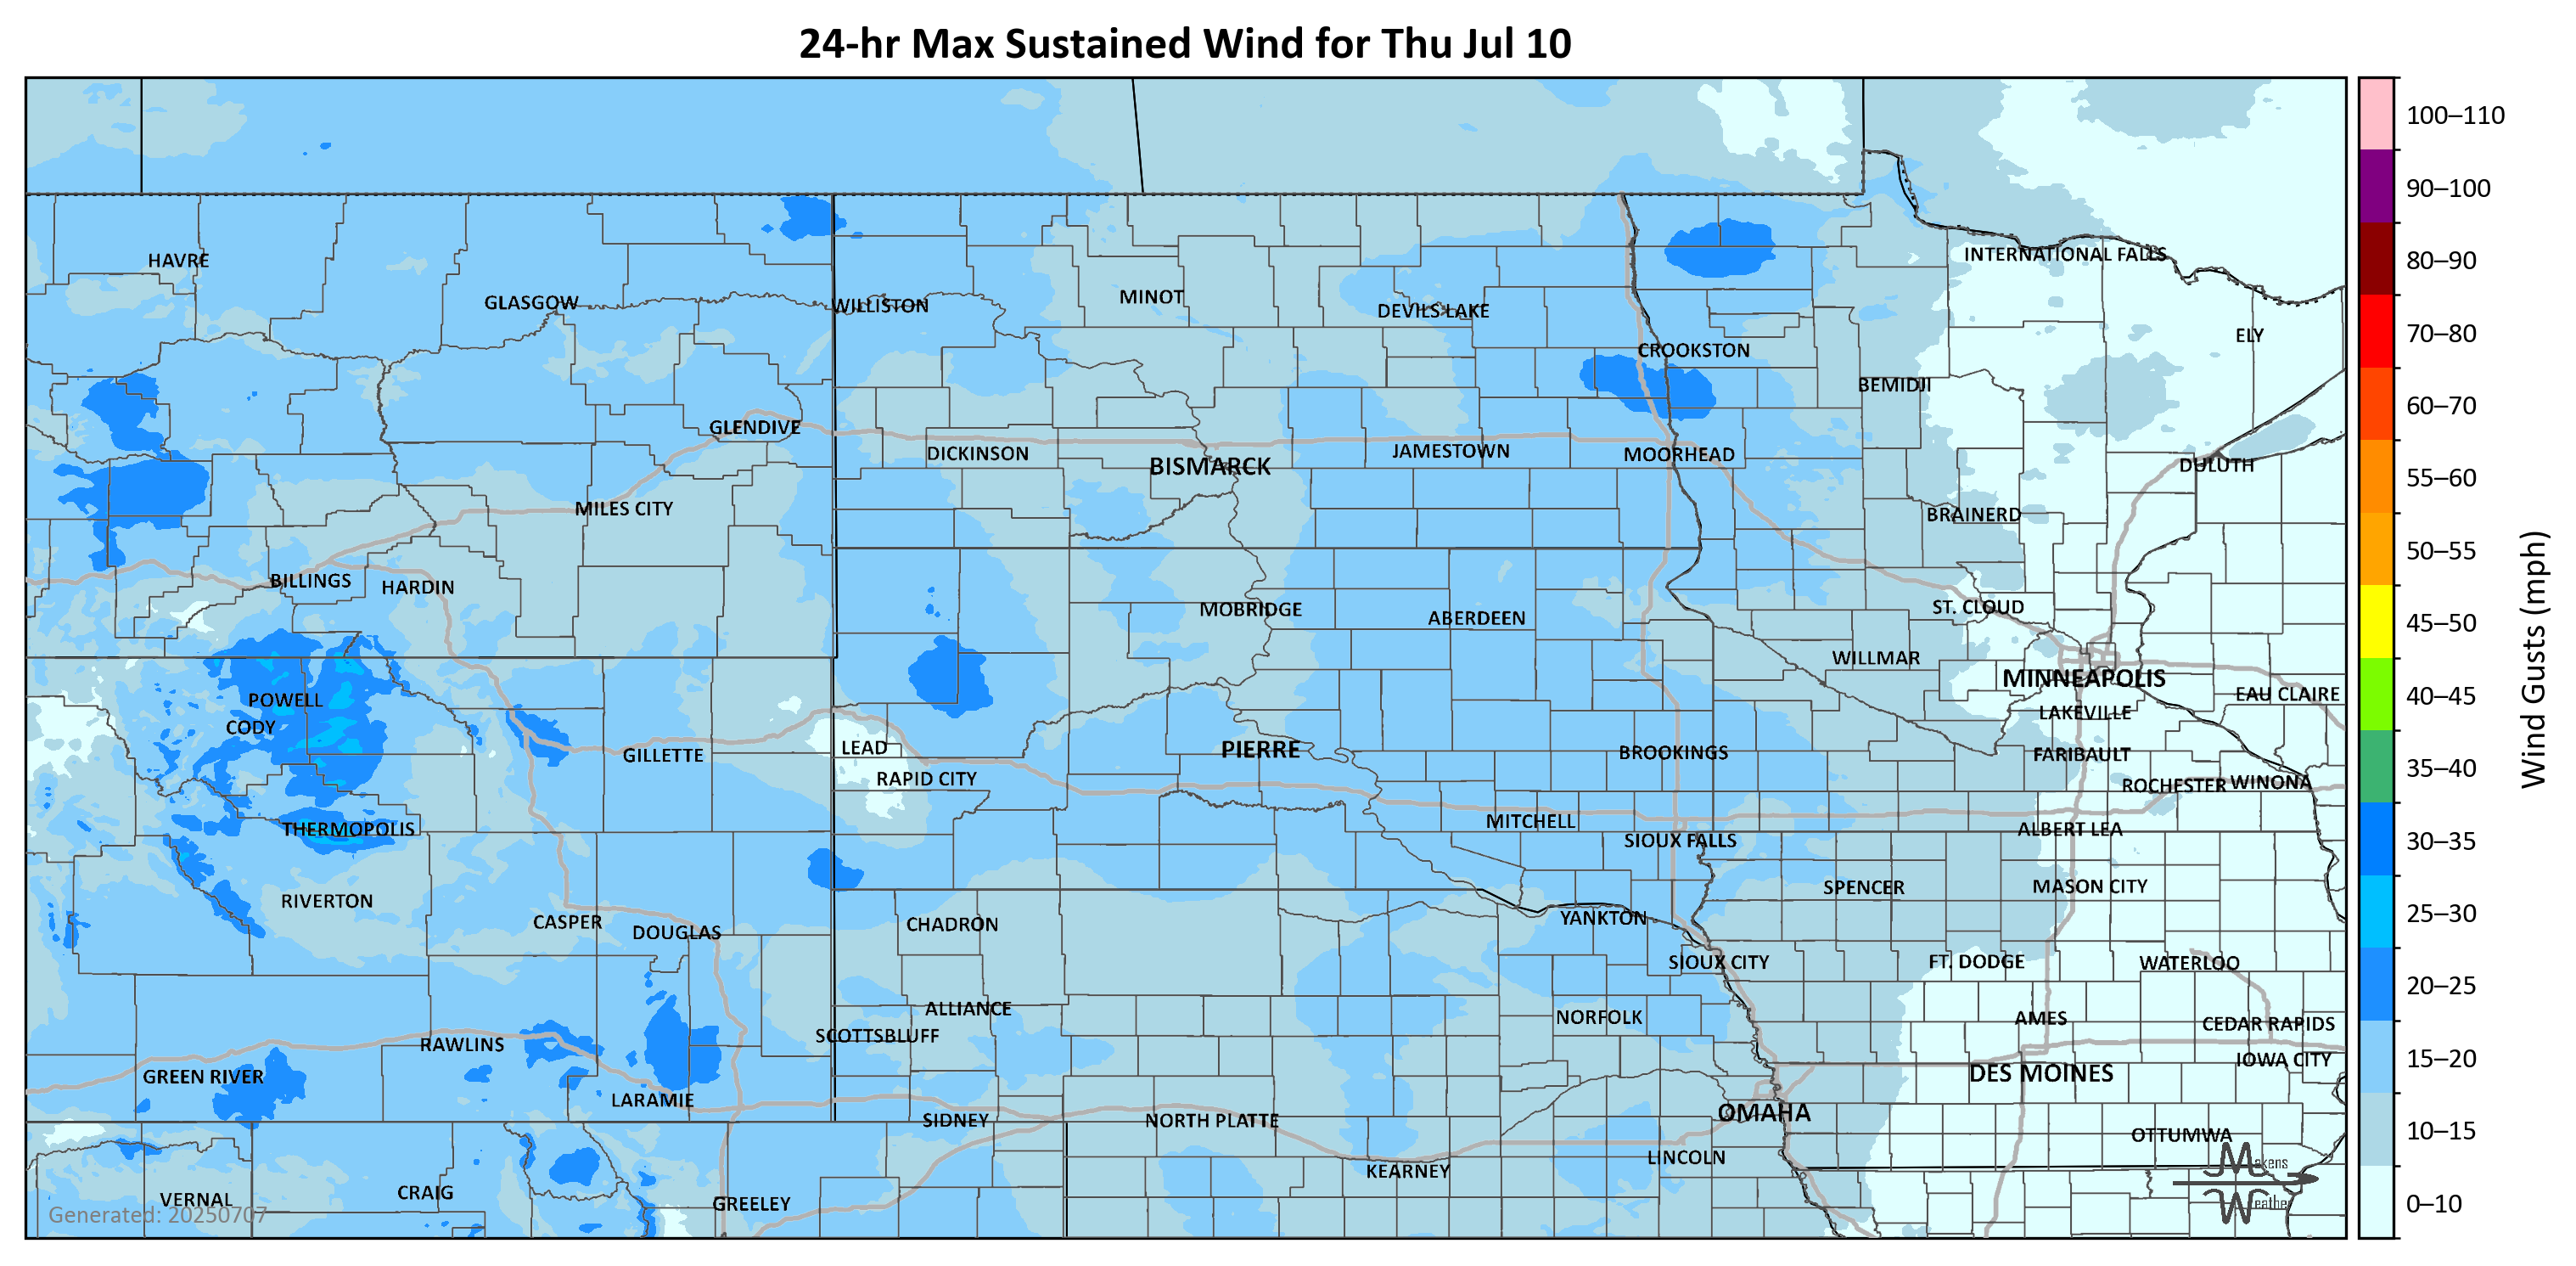 24-hr Max Sustained Wind for Thu Jul 10
100–110
90–100
80–90
70–80
60–70
55–60
50–55
45–50
40–45
35–40
30–35
25–30
20–25
15–20
10–15
0–10
Wind Gusts (mph)
HAVRE
INTERNATIONAL FALLS
GLASGOW
WILLISTON
MINOT
DEVILS LAKE
ELY
CROOKSTON
BEMIDJI
GLENDIVE
DICKINSON
BISMARCK
JAMESTOWN
MOORHEAD
DULUTH
MILES CITY
BRAINERD
BILLINGS
HARDIN
MOBRIDGE
ABERDEEN
ST. CLOUD
WILLMAR
MINNEAPOLIS
EAU CLAIRE
POWELL
CODY
LAKEVILLE
GILLETTE
LEAD
PIERRE
BROOKINGS
FARIBAULT
RAPID CITY
ROCHESTER
WINONA
THERMOPOLIS
MITCHELL
SIOUX FALLS
ALBERT LEA
SPENCER
MASON CITY
RIVERTON
CASPER
DOUGLAS
CHADRON
YANKTON
SIOUX CITY
FT. DODGE
WATERLOO
ALLIANCE
NORFOLK
AMES
CEDAR RAPIDS
SCOTTSBLUFF
RAWLINS
IOWA CITY
GREEN RIVER
DES MOINES
LARAMIE
SIDNEY
NORTH PLATTE
OMAHA
OTTUMWA
LINCOLN
KEARNEY
VERNAL
CRAIG
GREELEY
Generated: 20250707
Makens
Weather